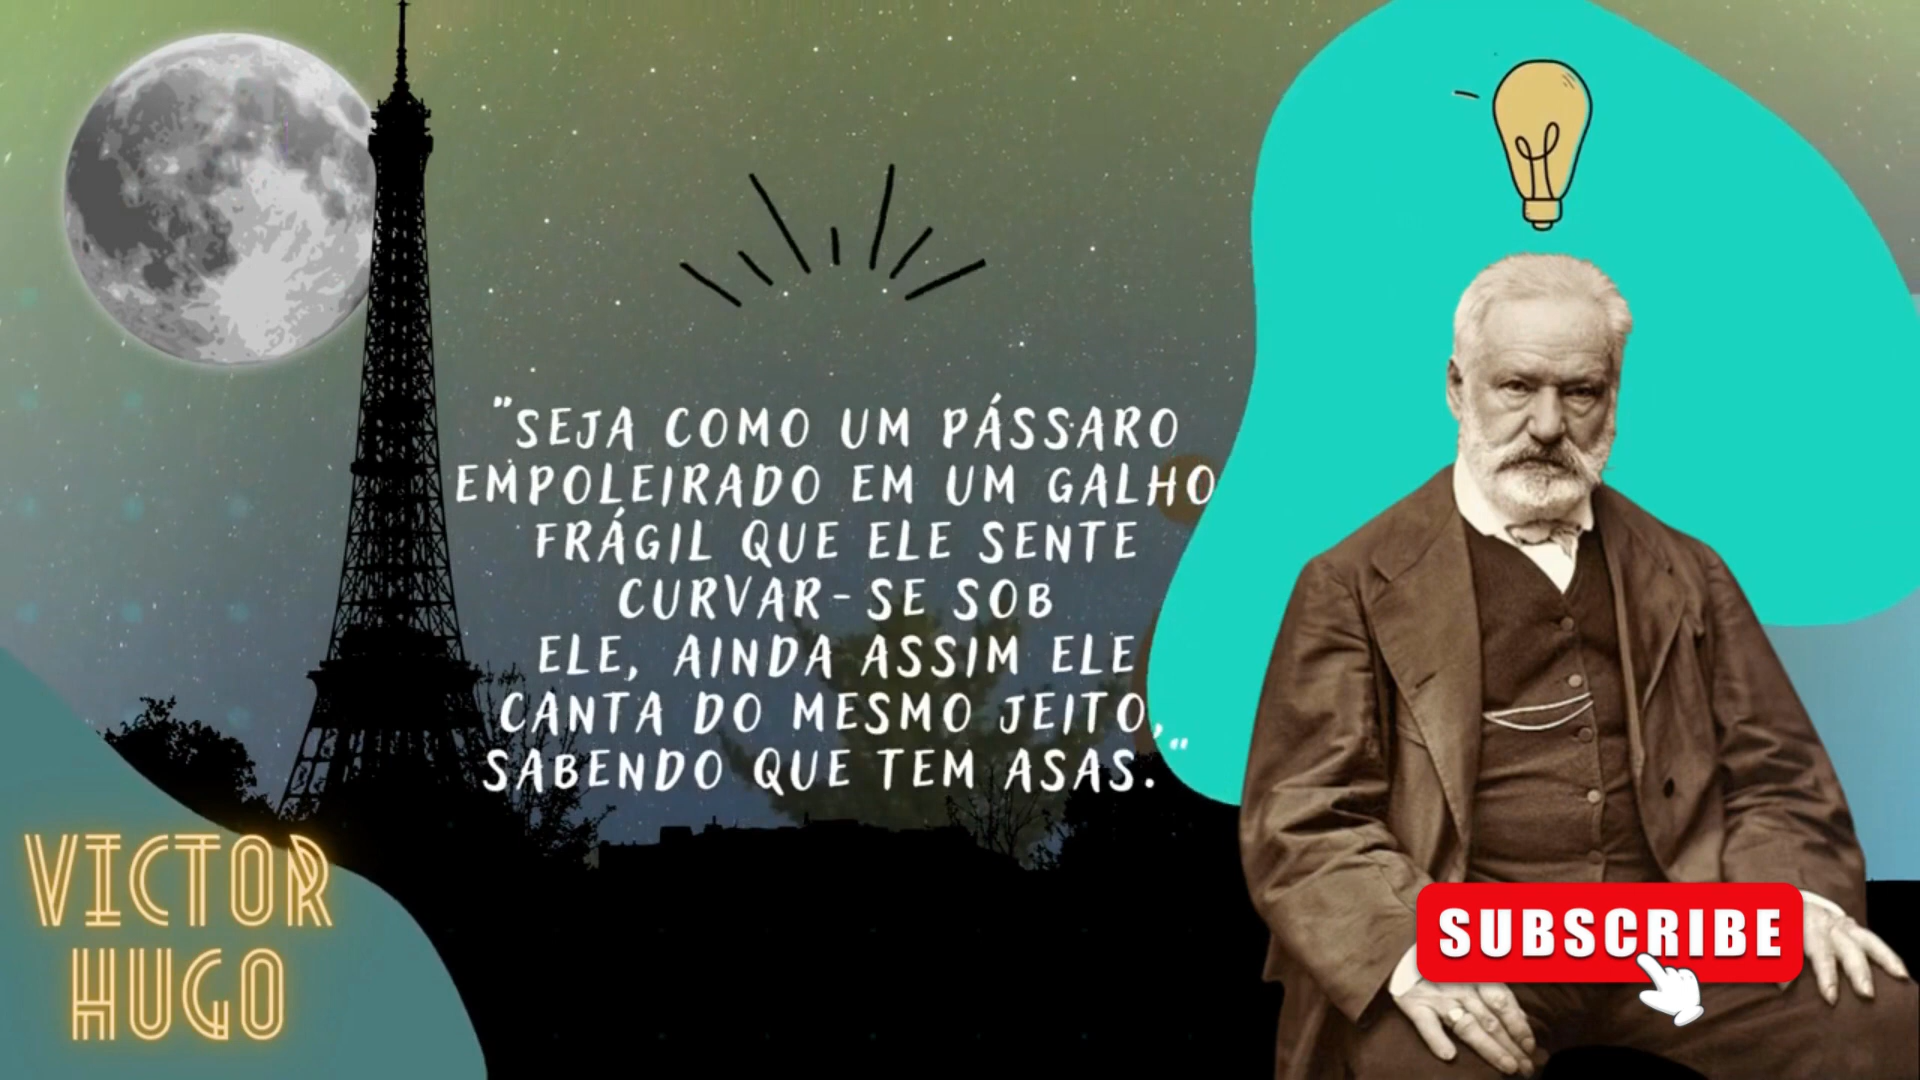 "SEJA COMO UM PÁSSARO
EMPOLEIRADO EM UM GALHO
FRÁGIL QUE ELE SENTE
CURVAR-SE SOB
ELE, AINDA ASSIM ELE
CANTA DO MESMO JEITO,
SABENDO QUE TEM ASAS."
VICTOR
HUGO
SUBSCRIBE